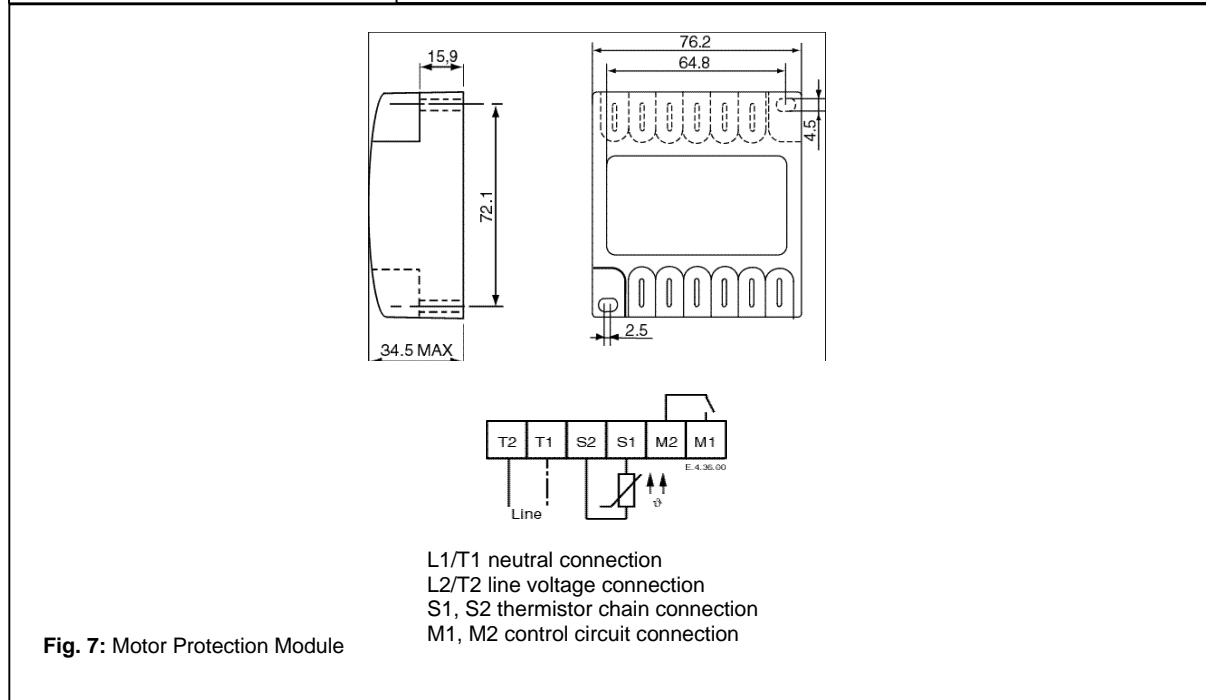 76.2
15,9
64.8
4.5
72.1
2.5
34.5 MAX
T2 T1 S2 S1 M2 M1
E.4.36.00
ϑ
Line
L1/T1 neutral connection
L2/T2 line voltage connection
S1, S2 thermistor chain connection
M1, M2 control circuit connection
Fig. 7: Motor Protection Module